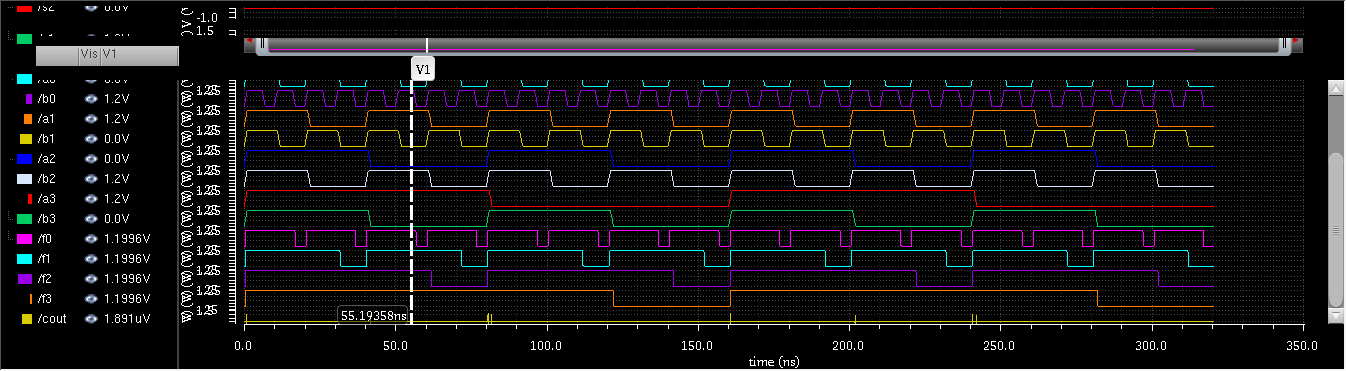 /s2 0.0V
-1.0
1.5
Vis V1
V1
/b0 1.2V
/a1 1.2V
/b1 0.0V
/a2 0.0V
/b2 1.2V
/a3 1.2V
/b3 0.0V
/f0 1.1996V
/f1 1.1996V
/f2 1.1996V
/f3 1.1996V
/cout 1.891uV
55.19358ns
0.0 50.0 100.0 150.0 200.0 250.0 300.0 350.0
time (ns)